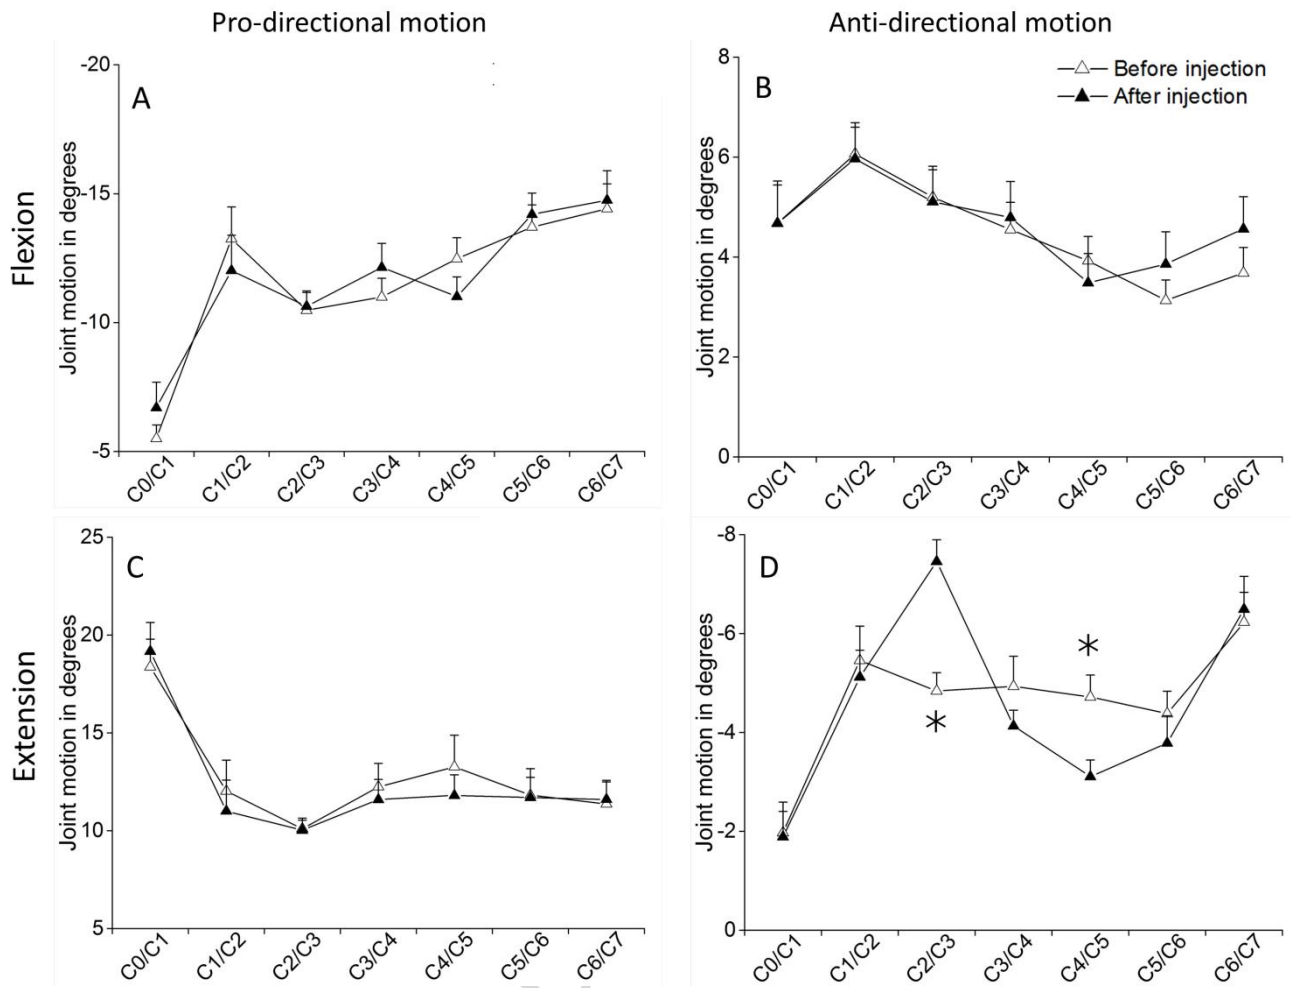 Pro-directional motion
Anti-directional motion
Flexion
Extension
A
Joint motion in degrees
-20
-15
-10
-5
C0/C1 C1/C2 C2/C3 C3/C4 C4/C5 C5/C6 C6/C7
B
Before injection
After injection
Joint motion in degrees
8
6
4
2
0
C0/C1 C1/C2 C2/C3 C3/C4 C4/C5 C5/C6 C6/C7
C
Joint motion in degrees
25
20
15
10
5
C0/C1 C1/C2 C2/C3 C3/C4 C4/C5 C5/C6 C6/C7
D
Joint motion in degrees
-8
-6
-4
-2
0
*
*
C0/C1 C1/C2 C2/C3 C3/C4 C4/C5 C5/C6 C6/C7